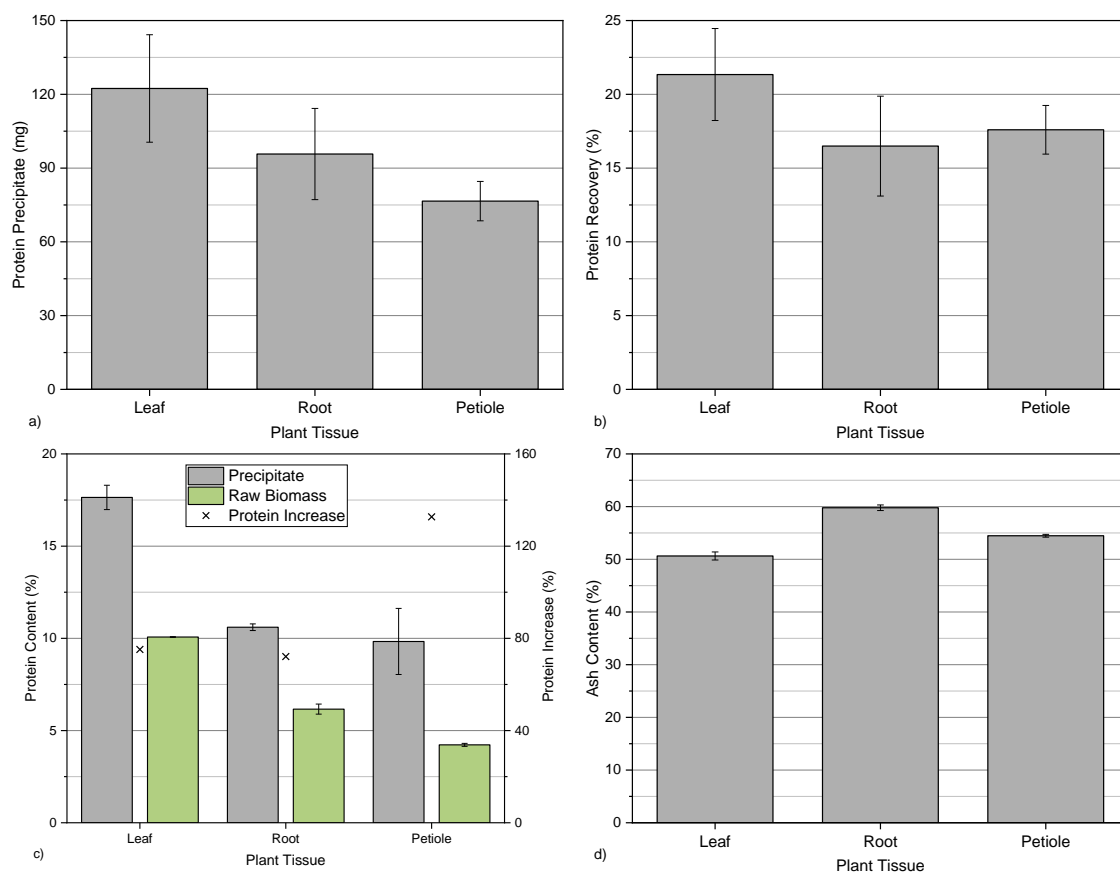 150
120
90
60
30
0
Protein Precipitate (mg)
Leaf Root Petiole
Plant Tissue
a)
25
20
15
10
5
0
Protein Recovery (%)
Leaf Root Petiole
Plant Tissue
b)
20
15
10
5
0
Protein Content (%)
Precipitate
Raw Biomass
Protein Increase
160
120
80
40
0
Protein Increase (%)
Leaf Root Petiole
Plant Tissue
c)
70
60
50
40
30
20
10
0
Ash Content (%)
Leaf Root Petiole
Plant Tissue
d)